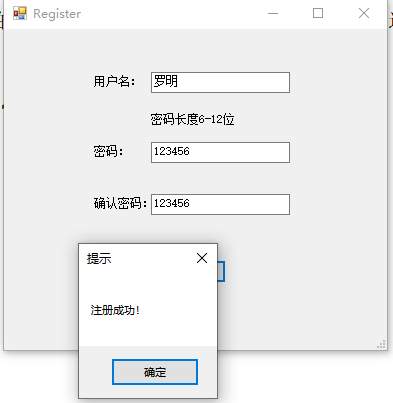 Register
用户名：
罗明
密码长度6-12位
密码：
123456
确认密码：
123456
提示
注册成功!
确定